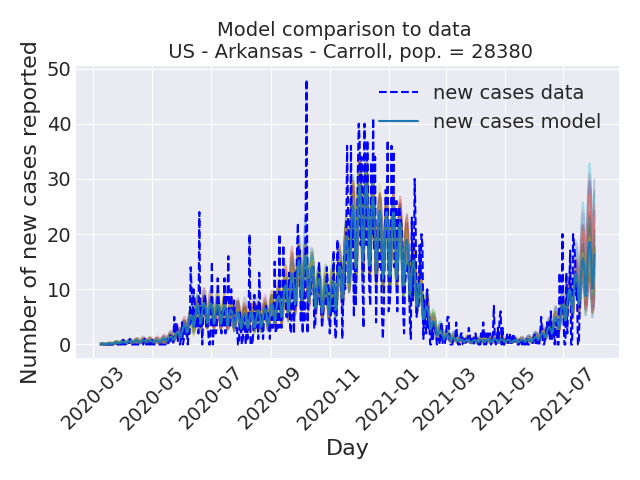 Model comparison to data
US - Arkansas - Carroll, pop. = 28380
Number of new cases reported
50
40
30
20
10
0
new cases data
new cases model
2020-03
2020-05
2020-07
2020-09
2020-11
2021-01
2021-03
2021-05
2021-07
Day